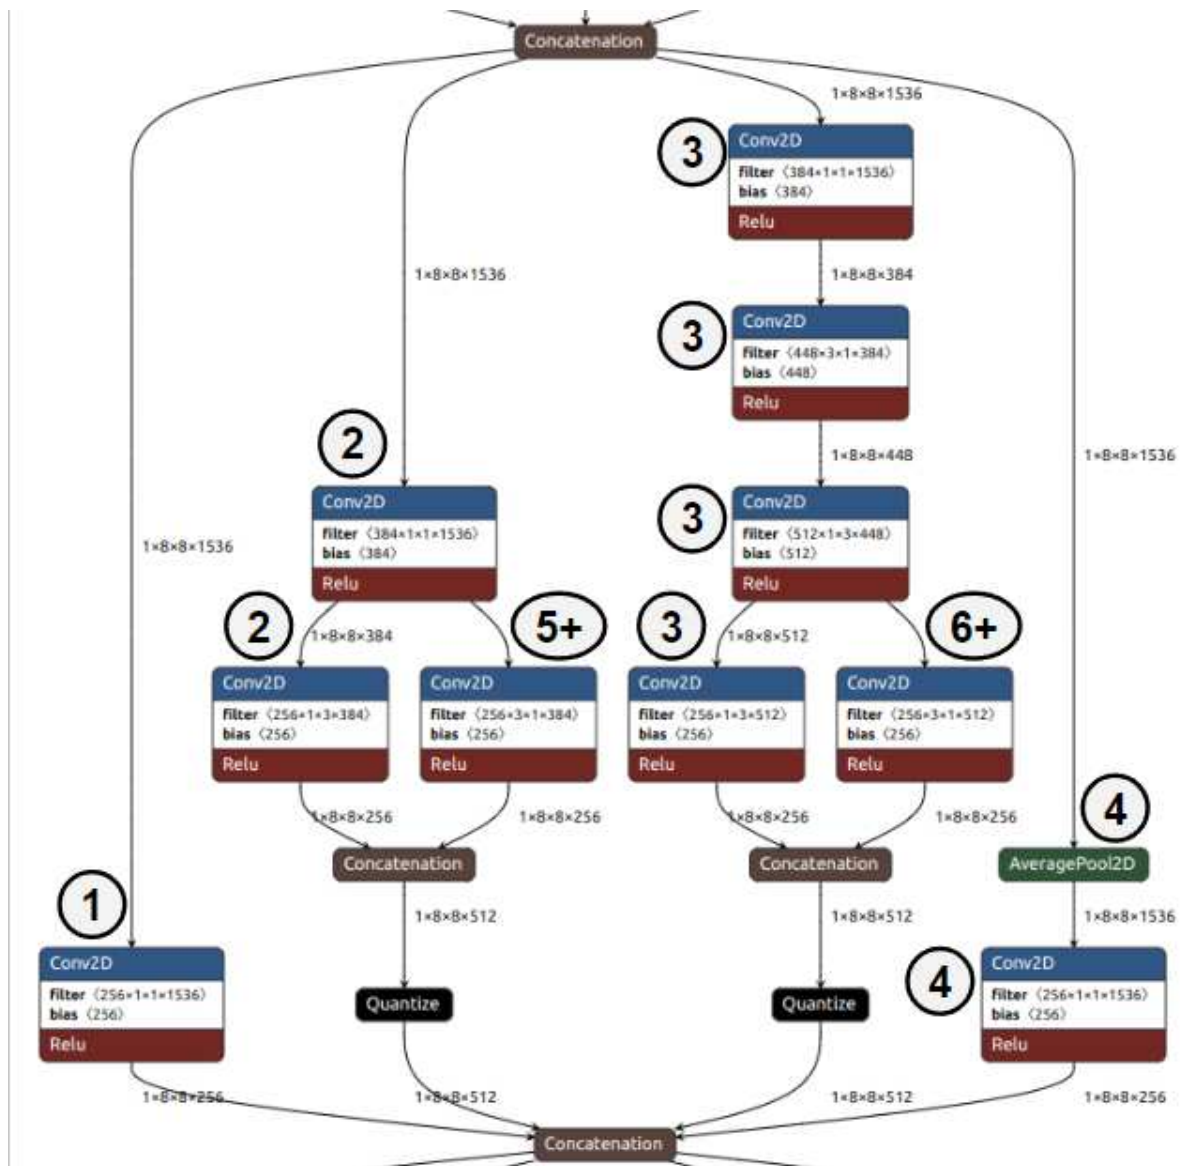 Concatenation
1×8×8×1536
3
Conv2D
filter ⟨384×1×1×1536⟩
bias ⟨384⟩
Relu
1×8×8×1536
1×8×8×384
3
Conv2D
filter ⟨448×3×1×384⟩
bias ⟨448⟩
Relu
2
1×8×8×448
1×8×8×1536
Conv2D
filter ⟨384×1×1×1536⟩
bias ⟨384⟩
Relu
3
Conv2D
filter ⟨512×1×3×448⟩
bias ⟨512⟩
Relu
1×8×8×1536
2
1×8×8×384
5+
3
1×8×8×512
6+
Conv2D
filter ⟨256×1×3×384⟩
bias ⟨256⟩
Relu
Conv2D
filter ⟨256×3×1×384⟩
bias ⟨256⟩
Relu
Conv2D
filter ⟨256×1×3×512⟩
bias ⟨256⟩
Relu
Conv2D
filter ⟨256×3×1×512⟩
bias ⟨256⟩
Relu
1×8×8×256
1×8×8×256
1×8×8×256
1×8×8×256
4
Concatenation
Concatenation
AveragePool2D
1
1×8×8×512
1×8×8×512
1×8×8×1536
Conv2D
filter ⟨256×1×1×1536⟩
bias ⟨256⟩
Relu
Quantize
Quantize
4
Conv2D
filter ⟨256×1×1×1536⟩
bias ⟨256⟩
Relu
1×8×8×256
1×8×8×512
1×8×8×512
1×8×8×256
Concatenation